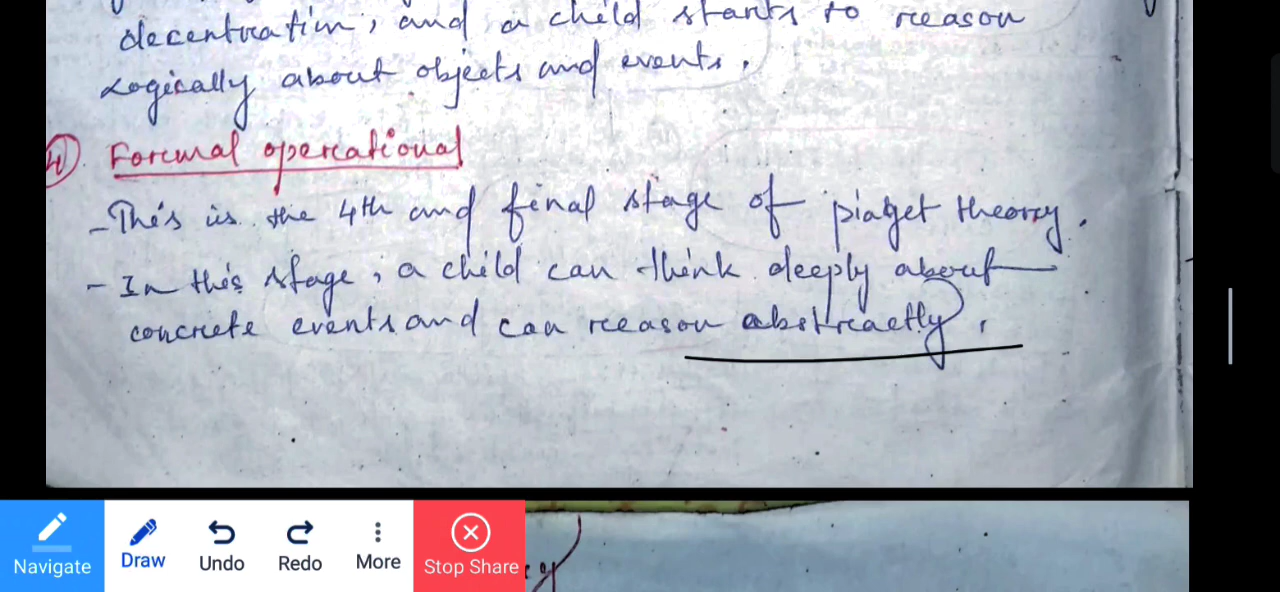 decentration, and a child starts to reason
Logically about objects and events.
4. Formal operational
- This is the 4th and final stage of piaget theory.
- In this stage, a child can think deeply about
concrete events and can reason abstractly.
Navigate
Draw
Undo
Redo
More
Stop Share